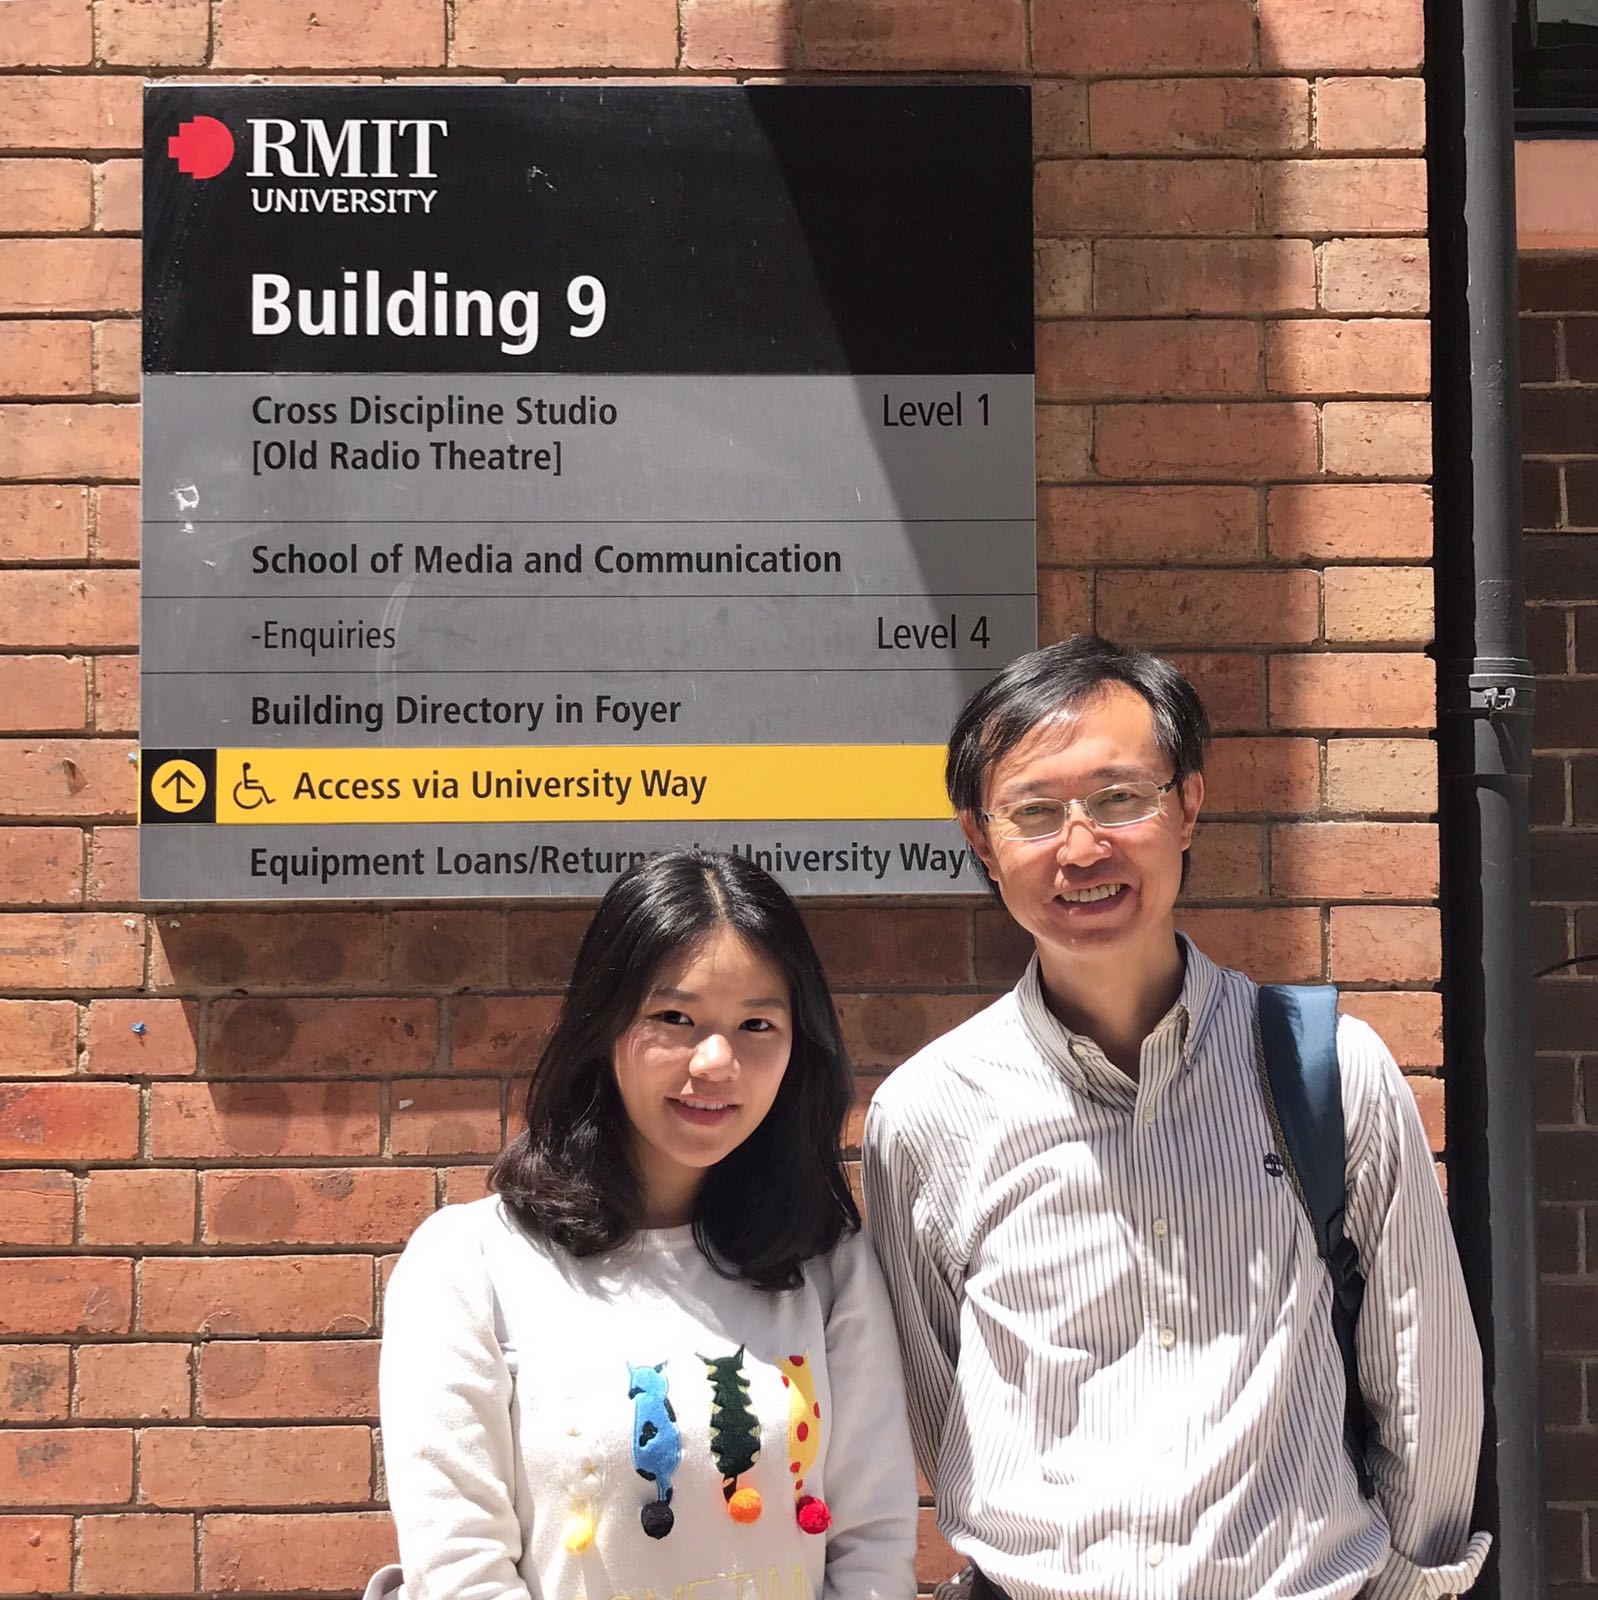 RMIT
UNIVERSITY
Building 9
Cross Discipline Studio Level 1
[Old Radio Theatre]
School of Media and Communication
-Enquiries Level 4
Building Directory in Foyer
Access via University Way
Equipment Loans/Returns University Way